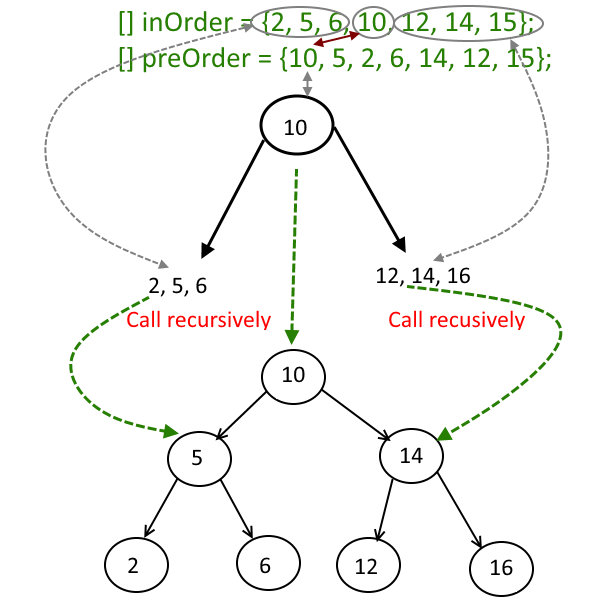 [] inOrder = {2, 5, 6, 10, 12, 14, 15};
[] preOrder = {10, 5, 2, 6, 14, 12, 15};
10
2, 5, 6
12, 14, 16
Call recursively
Call recusively
10
5
14
2
6
12
16